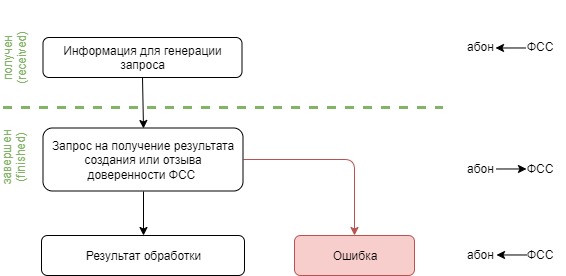 получен
(received)
Информация для генерации
запроса
абон ФСС
завершен
(finished)
Запрос на получение результата
создания или отзыва
доверенности ФСС
абон ФСС
Результат обработки
Ошибка
абон ФСС